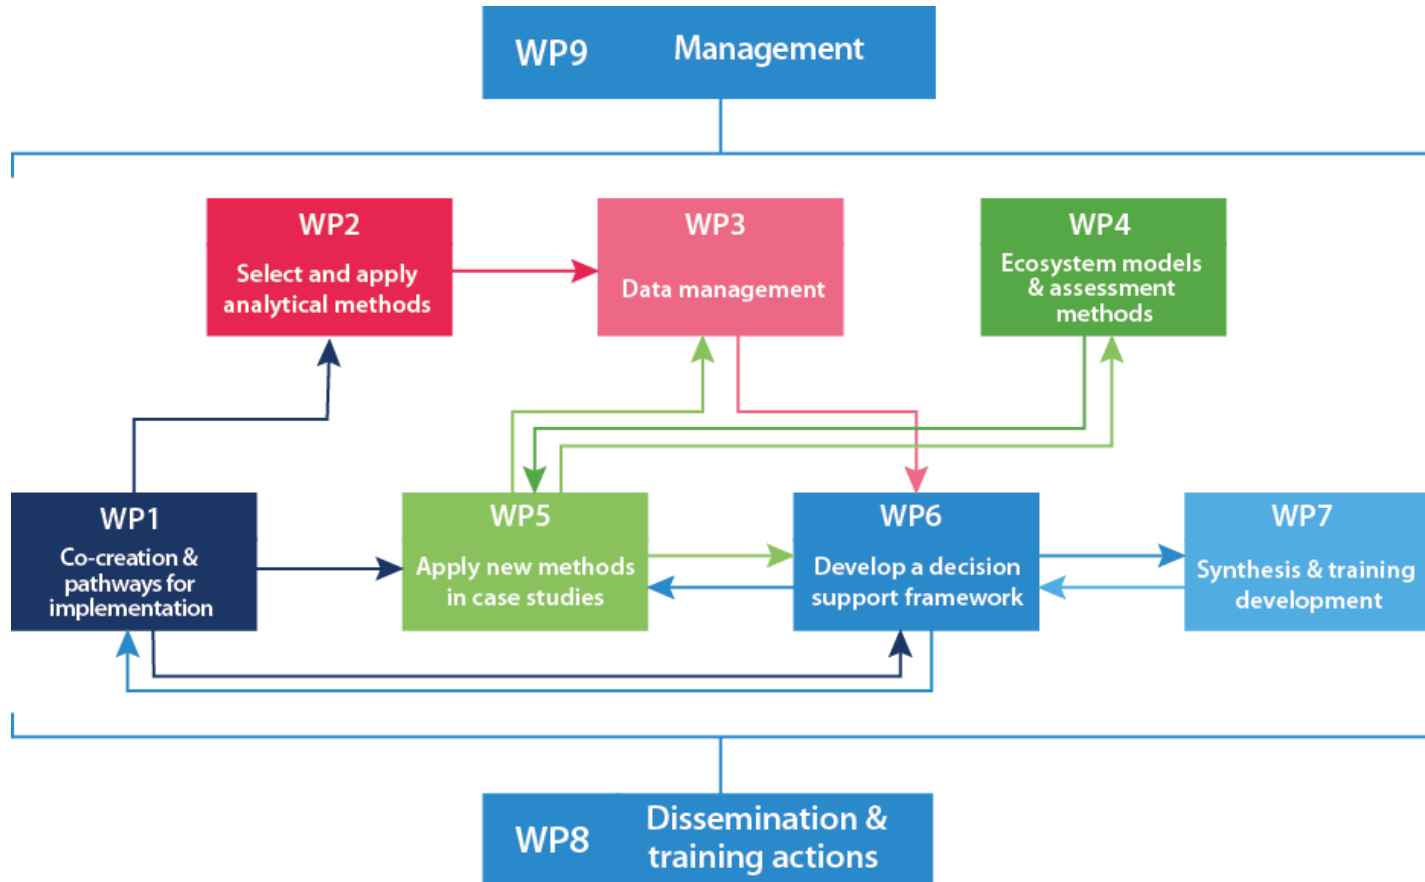 WP9 Management
WP2
Select and apply
analytical methods
WP3
Data management
WP4
Ecosystem models
& assessment
methods
WP1
Co-creation &
pathways for
implementation
WP5
Apply new methods
in case studies
WP6
Develop a decision
support framework
WP7
Synthesis & training
development
WP8
Dissemination &
training actions